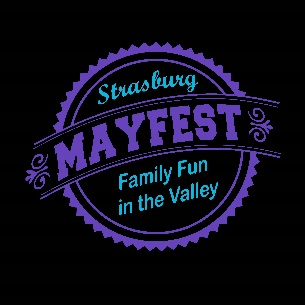 Strasburg
MAYFEST
Family Fun
in the Valley